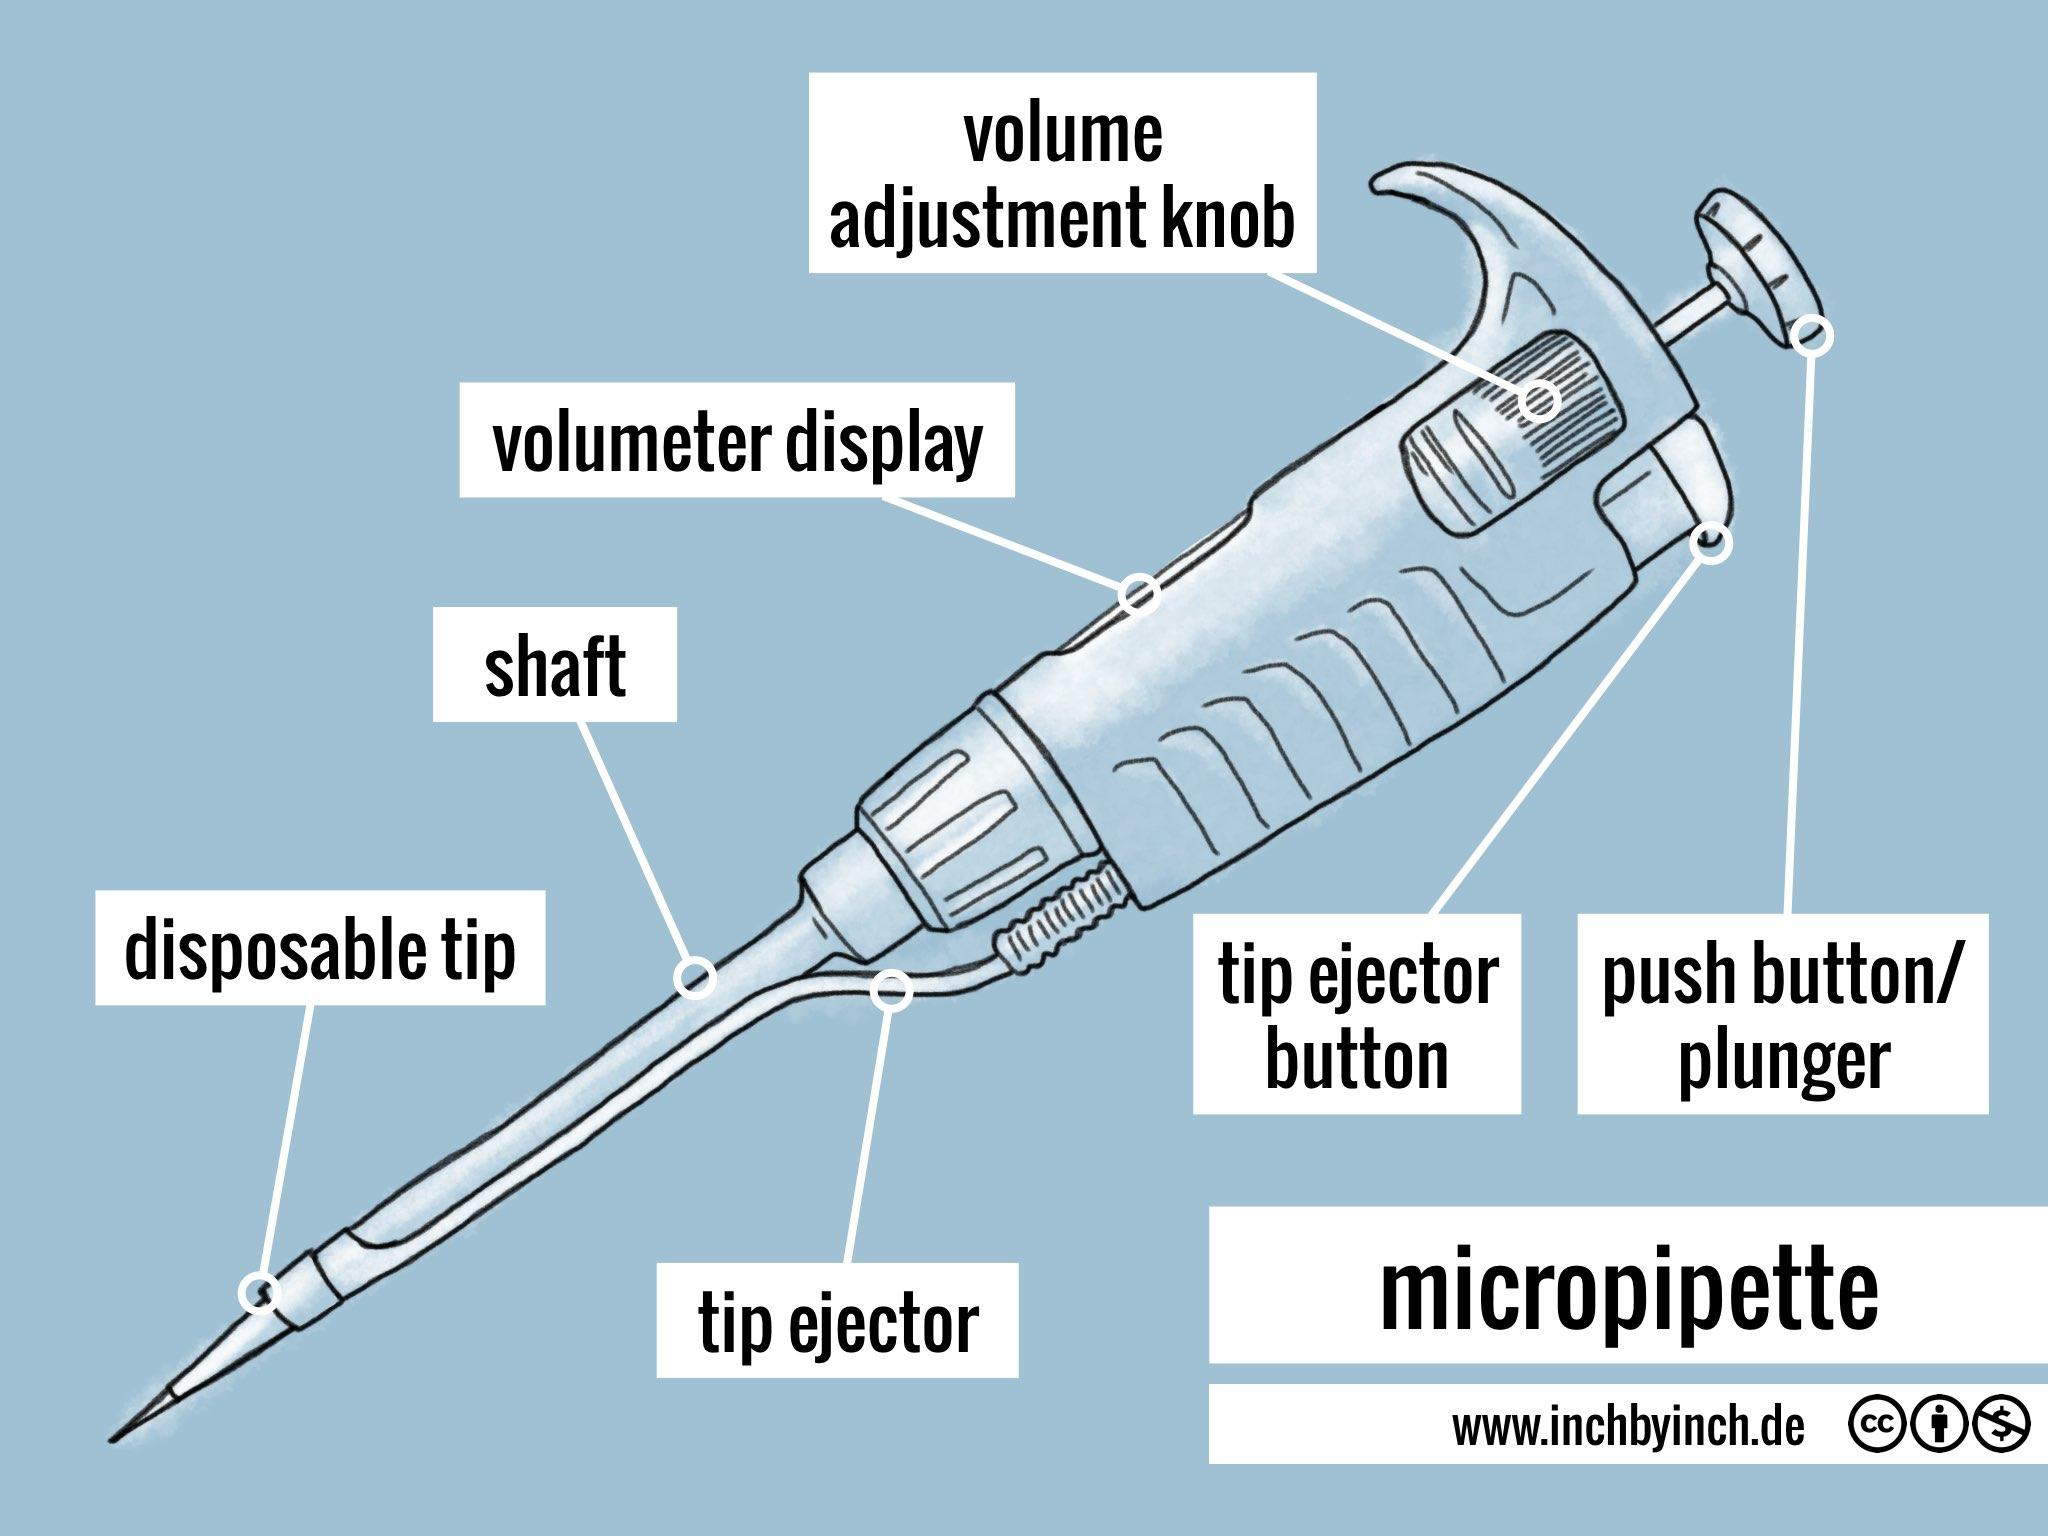 volume
adjustment knob
volumeter display
shaft
disposable tip
tip ejector
button
push button/
plunger
tip ejector
micropipette
www.inchbyinch.de
cc
$